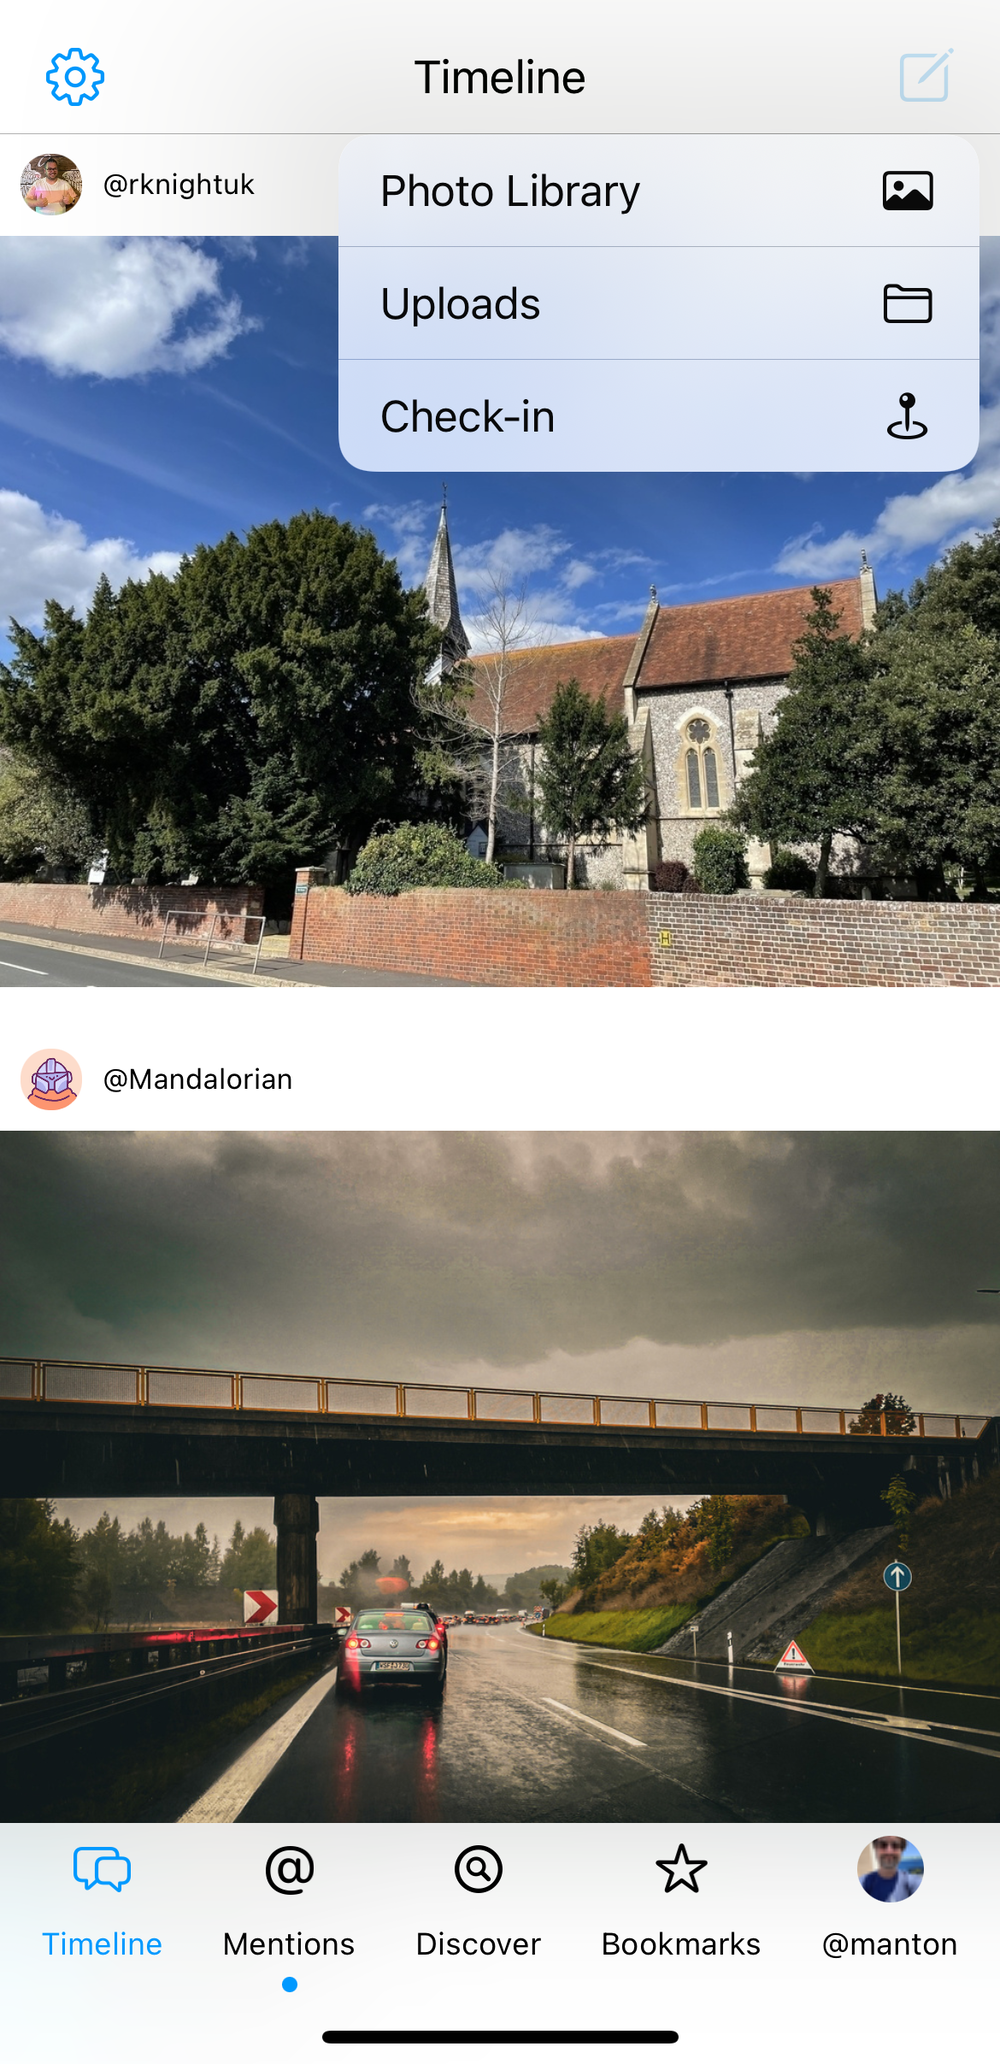 Timeline
@rknightuk
Photo Library
Uploads
Check-in
@Mandalorian
Timeline
Mentions
Discover
Bookmarks
@manton